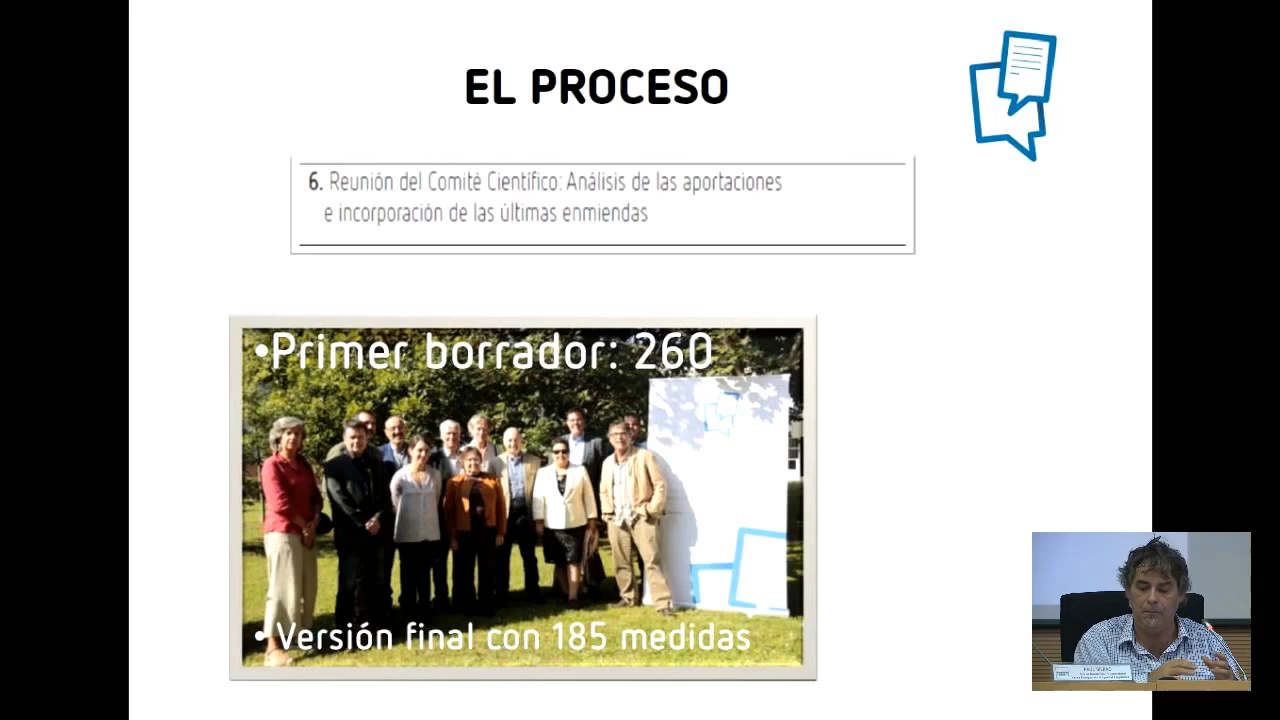 EL PROCESO
6. Reunión del Comité Científico: Análisis de las aportaciones
e incorporación de las últimas enmiendas
•Primer borrador: 260
• Versión final con 185 medidas